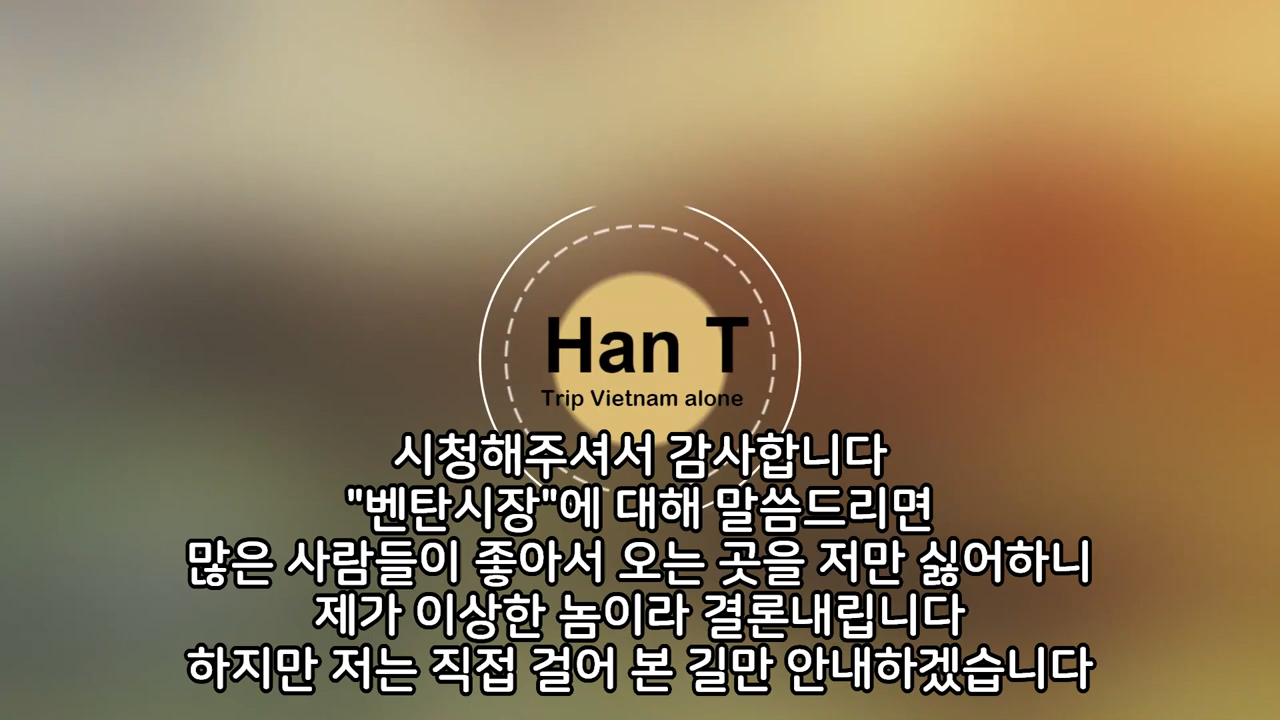 Han T
Trip Vietnam alone
시청해주셔서 감사합니다
"벤탄시장"에 대해 말씀드리면
많은 사람들이 좋아서 오는 곳을 저만 싫어하니
제가 이상한 놈이라 결론내립니다
하지만 저는 직접 걸어 본 길만 안내하겠습니다